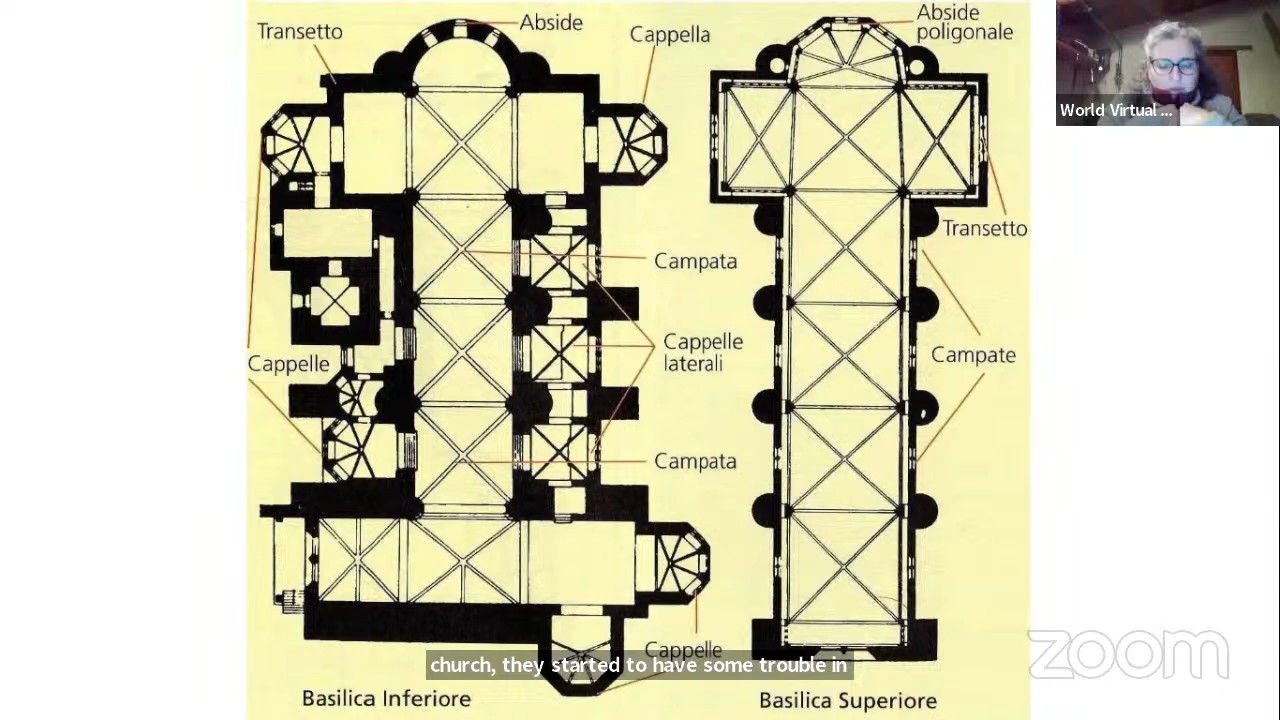 Transetto
Abside
Cappella
Abside
poligonale
World Virtual ...
Transetto
Campata
Cappelle
laterali
Cappelle
Campate
Campata
Cappelle
church, they started to have some trouble in
zoom
Basilica Inferiore
Basilica Superiore